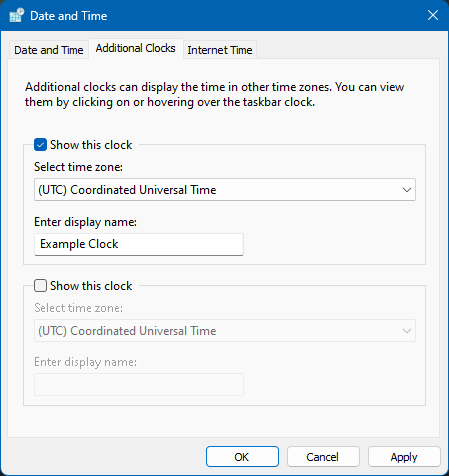 Date and Time
Date and Time Additional Clocks Internet Time
Additional clocks can display the time in other time zones. You can view
them by clicking on or hovering over the taskbar clock.
Show this clock
Select time zone:
(UTC) Coordinated Universal Time
Enter display name:
Example Clock
Show this clock
Select time zone:
(UTC) Coordinated Universal Time
Enter display name:
OK Cancel Apply